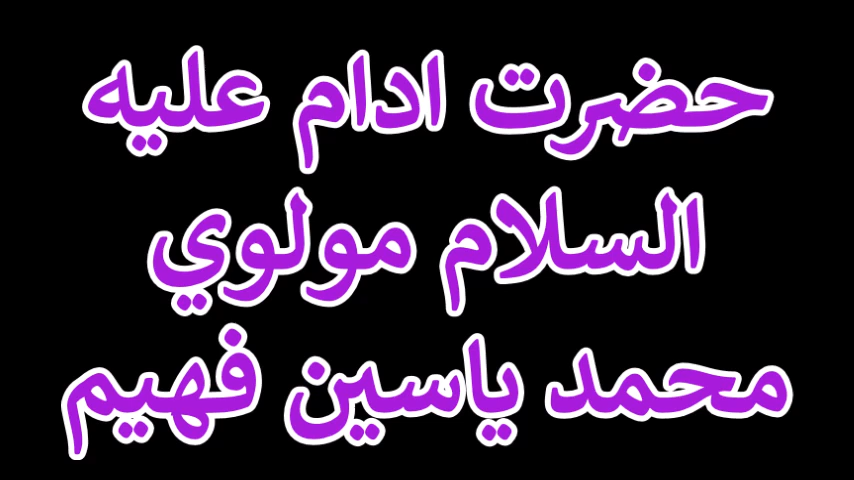 حضرت ادام عليه
السلام مولوي
محمد ياسين فهيم